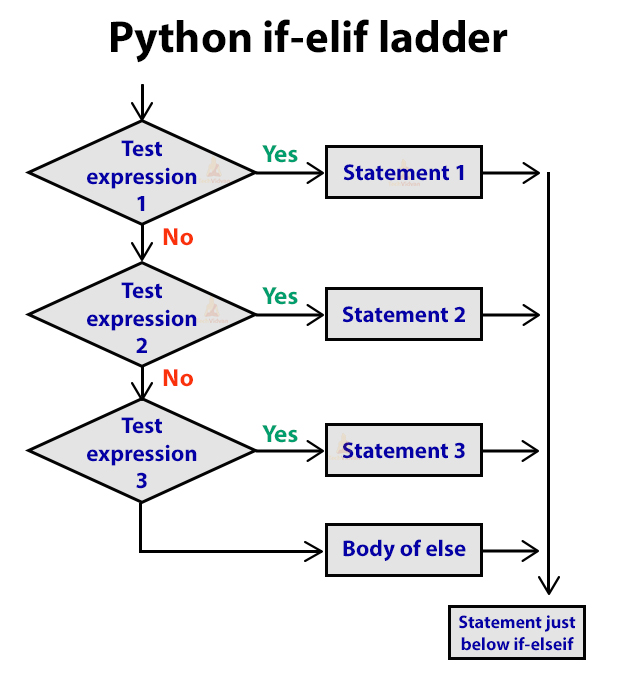 Python if-elif ladder
Test
expression
1
Yes
Statement 1
No
Test
expression
2
Yes
Statement 2
No
Test
expression
3
Yes
Statement 3
Body of else
Statement just
below if-elseif